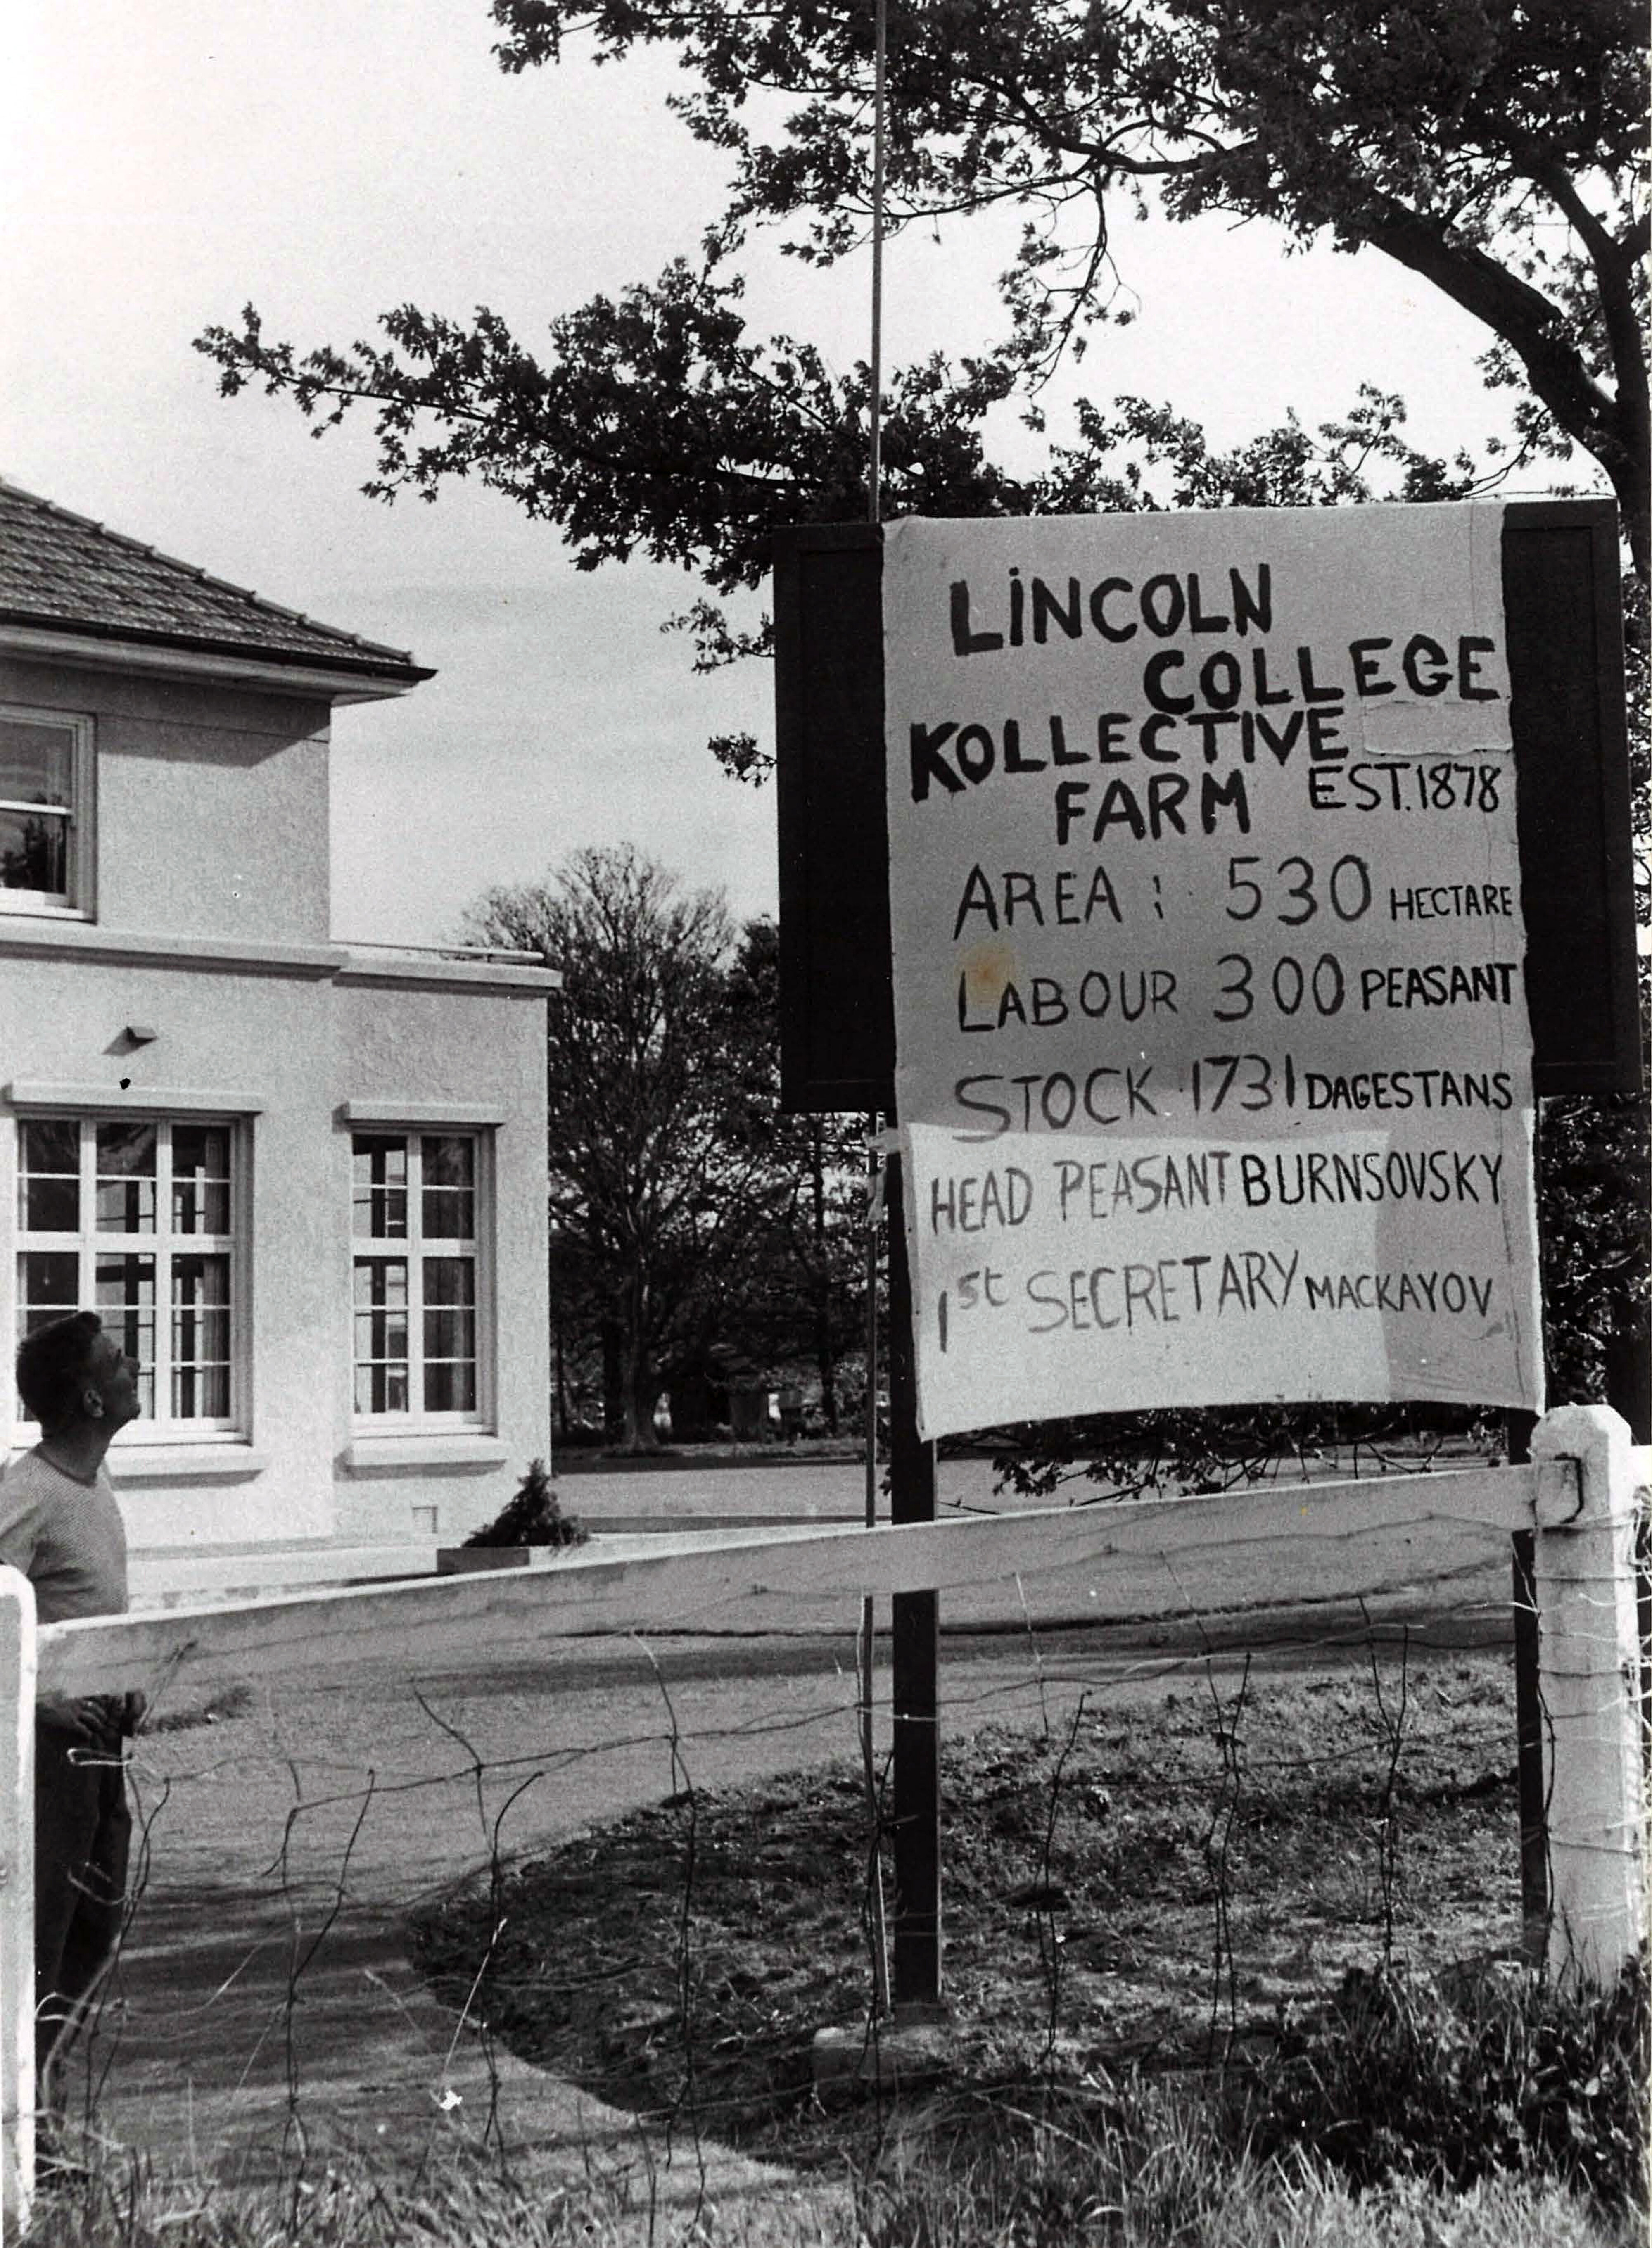 LINCOLN
COLLEGE
KOLLECTIVE
FARM EST.1878
AREA : 530 HECTARE
LABOUR 300 PEASANT
STOCK 1731 DAGESTANS
HEAD PEASANT BURNSOVSKY
1st SECRETARY MACKAYOV